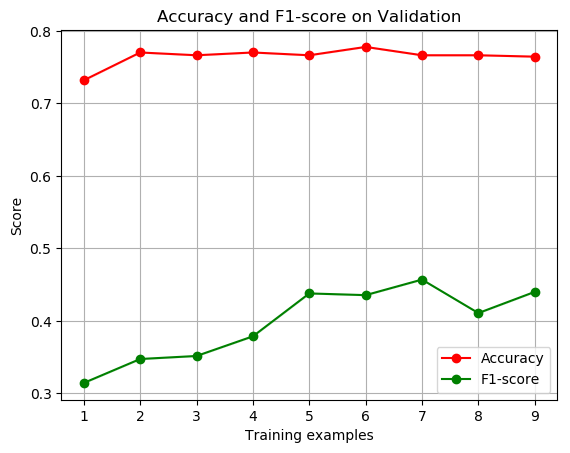 Accuracy and F1-score on Validation
0.8
0.7
0.6
0.5
0.4
0.3
Score
1 2 3 4 5 6 7 8 9
Training examples
Accuracy
F1-score